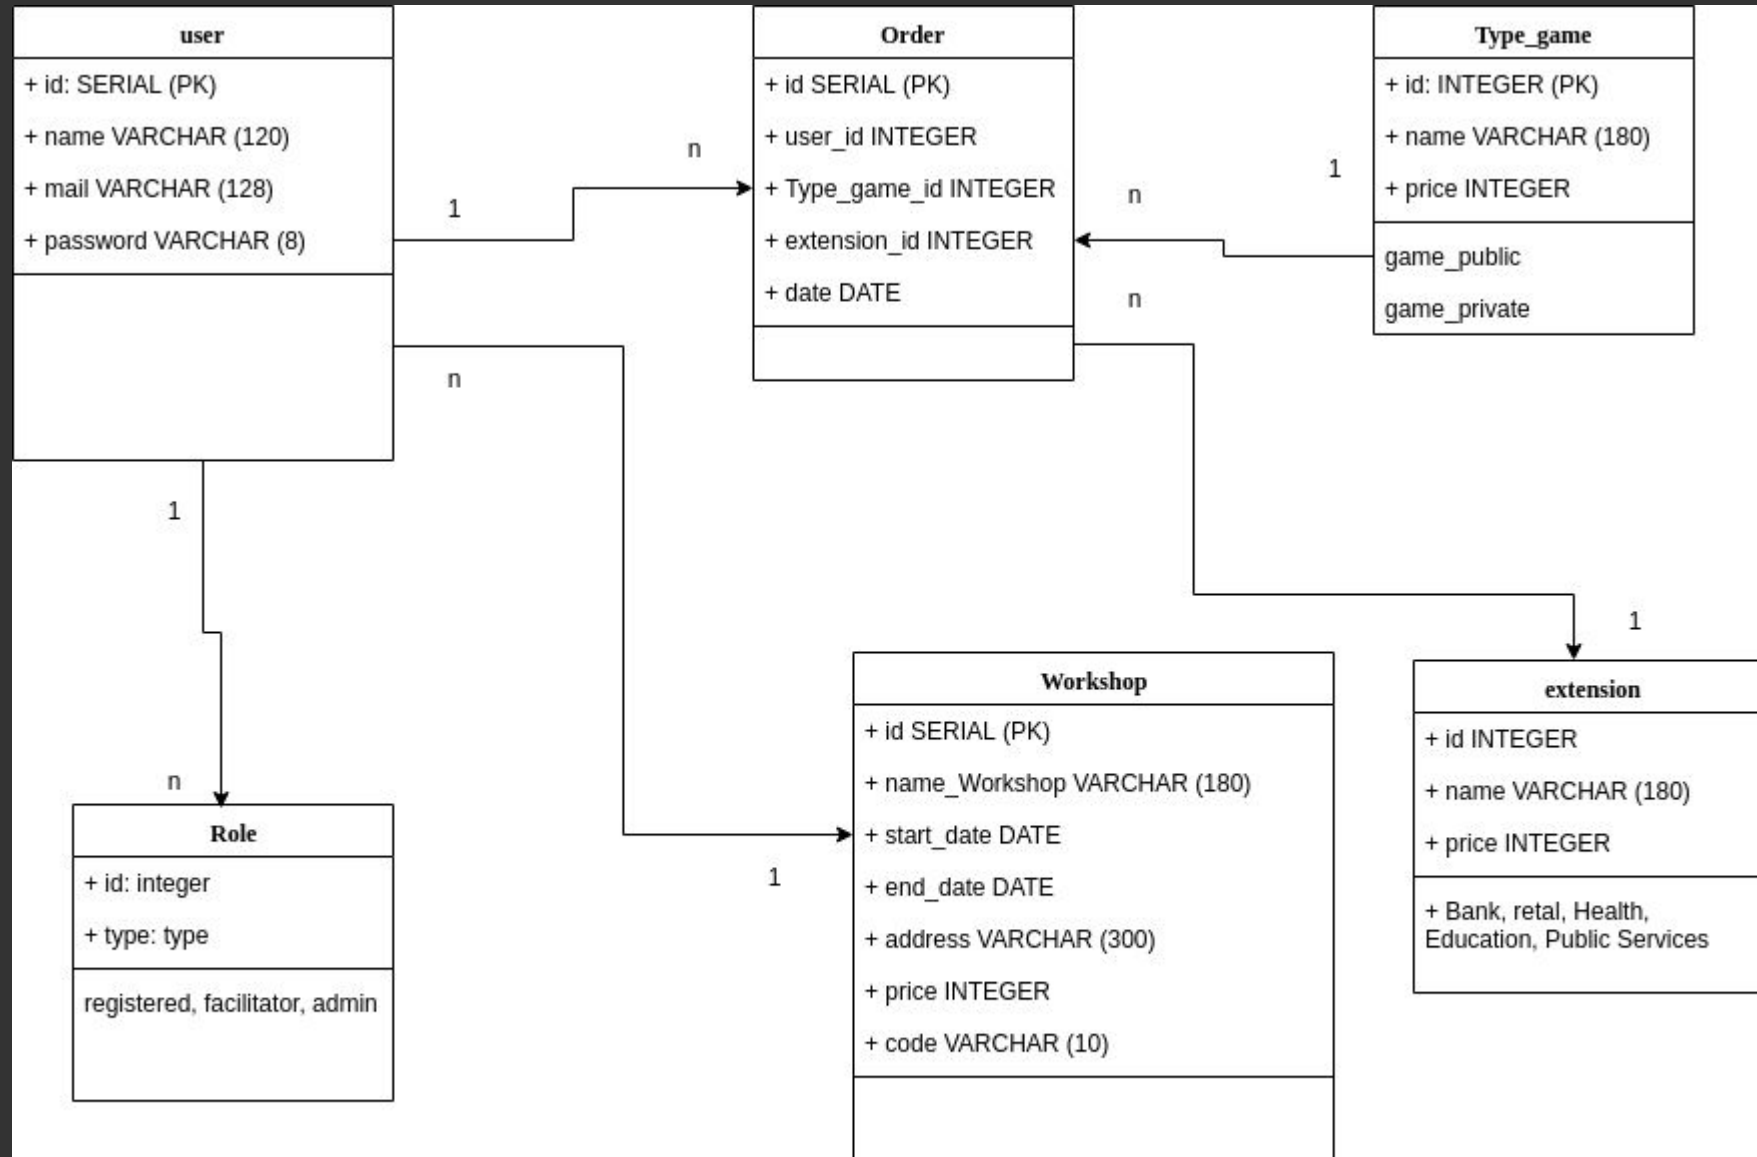 user
+ id: SERIAL (PK)
+ name VARCHAR (120)
+ mail VARCHAR (128)
+ password VARCHAR (8)
1
n
Order
+ id SERIAL (PK)
+ user_id INTEGER
+ Type_game_id INTEGER
+ extension_id INTEGER
+ date DATE
n
1
Type_game
+ id: INTEGER (PK)
+ name VARCHAR (180)
+ price INTEGER
game_public
game_private
n
n
1
1
n
Role
+ id: integer
+ type: type
registered, facilitator, admin
1
Workshop
+ id SERIAL (PK)
+ name_Workshop VARCHAR (180)
+ start_date DATE
+ end_date DATE
+ address VARCHAR (300)
+ price INTEGER
+ code VARCHAR (10)
extension
+ id INTEGER
+ name VARCHAR (180)
+ price INTEGER
+ Bank, retal, Health,
Education, Public Services